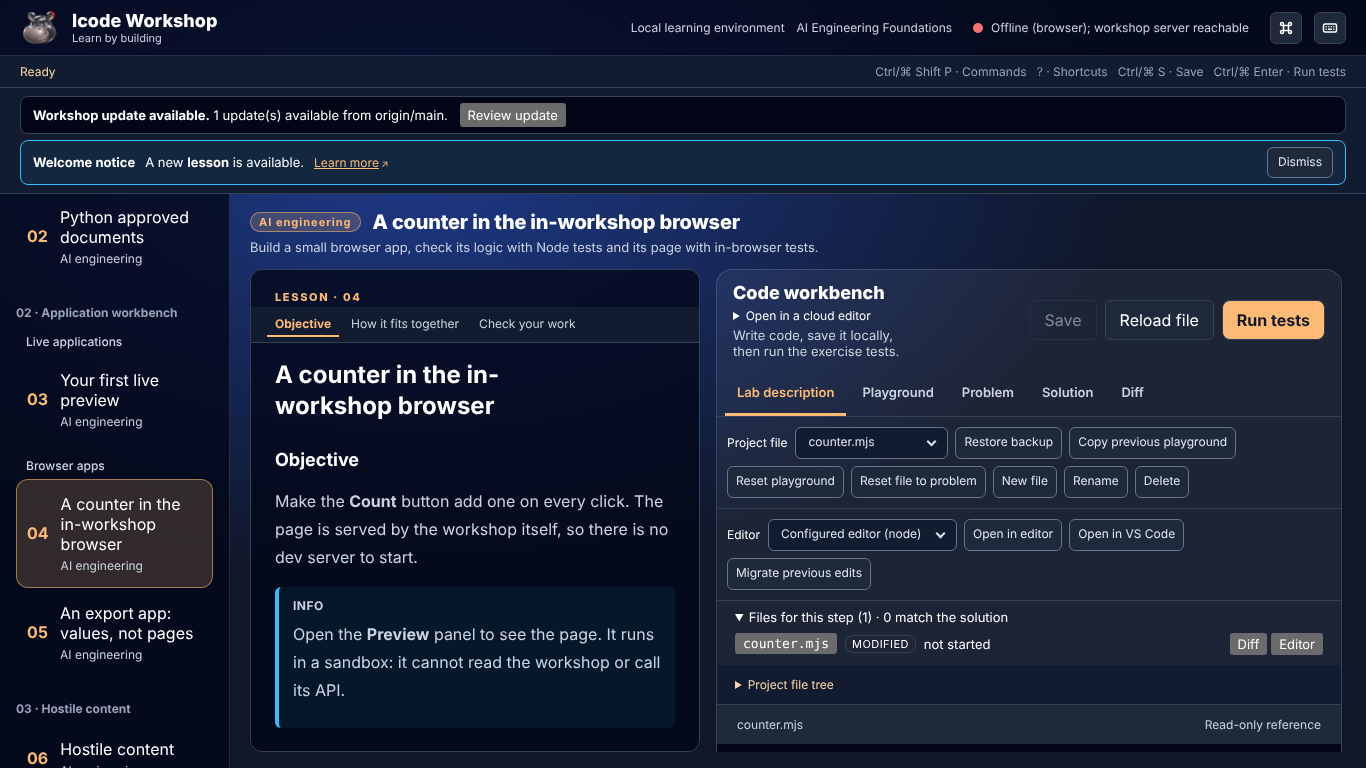 Icode Workshop
Learn by building
Local learning environment AI Engineering Foundations Offline (browser); workshop server reachable
Ready
Ctrl/⌘ Shift P · Commands ? · Shortcuts Ctrl/⌘ S · Save Ctrl/⌘ Enter · Run tests
Workshop update available. 1 update(s) available from origin/main. Review update
Welcome notice A new lesson is available. Learn more ↗
Dismiss
02 Python approved
documents
AI engineering
02 · Application workbench
Live applications
03 Your first live
preview
AI engineering
Browser apps
04 A counter in the
in-workshop
browser
AI engineering
05 An export app:
values, not pages
AI engineering
03 · Hostile content
06 Hostile content
AI engineering A counter in the in-workshop browser
Build a small browser app, check its logic with Node tests and its page with in-browser tests.
LESSON · 04
Objective How it fits together Check your work
A counter in the in-
workshop browser
Objective
Make the Count button add one on every click. The
page is served by the workshop itself, so there is no
dev server to start.
INFO
Open the Preview panel to see the page. It runs
in a sandbox: it cannot read the workshop or call
its API.
Code workbench
▶ Open in a cloud editor
Write code, save it locally,
then run the exercise tests.
Save Reload file Run tests
Lab description Playground Problem Solution Diff
Project file counter.mjs Restore backup Copy previous playground
Reset playground Reset file to problem New file Rename Delete
Editor Configured editor (node) Open in editor Open in VS Code
Migrate previous edits
▼ Files for this step (1) · 0 match the solution
counter.mjs MODIFIED not started Diff Editor
▶ Project file tree
counter.mjs Read-only reference